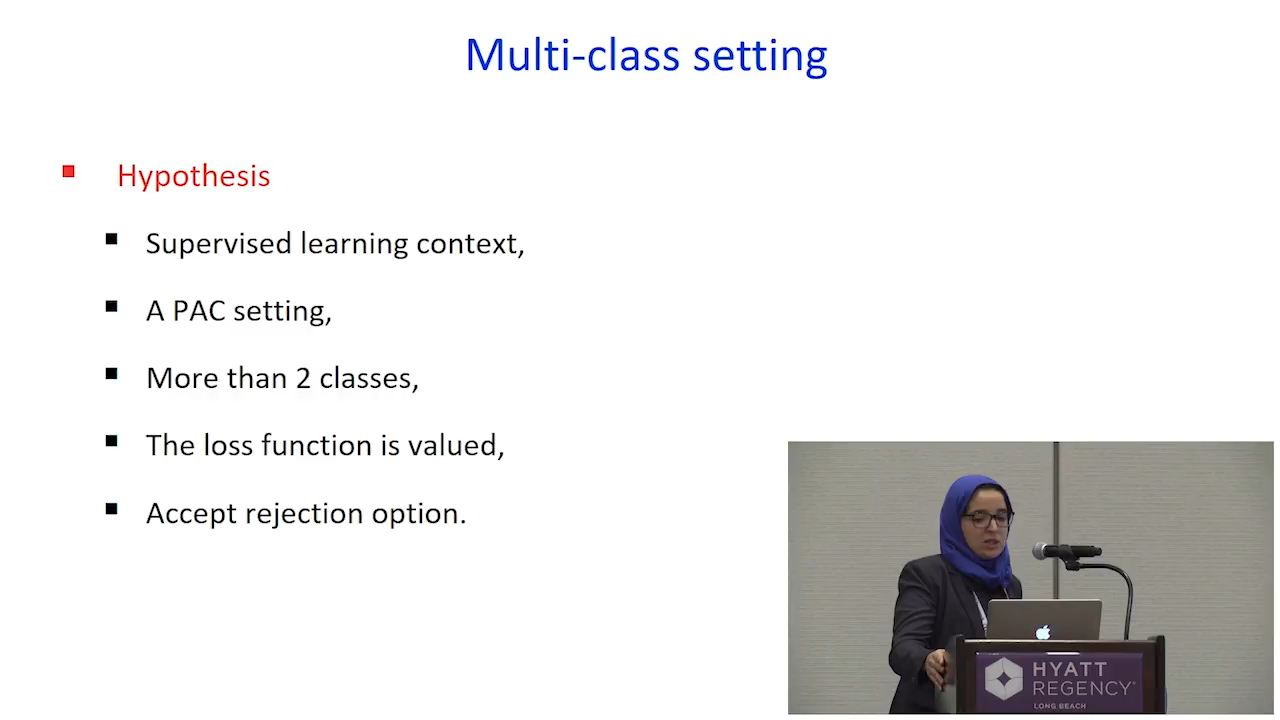 Multi-class setting
Hypothesis
Supervised learning context,
A PAC setting,
More than 2 classes,
The loss function is valued,
Accept rejection option.
HYATT
REGENCY
LONG BEACH